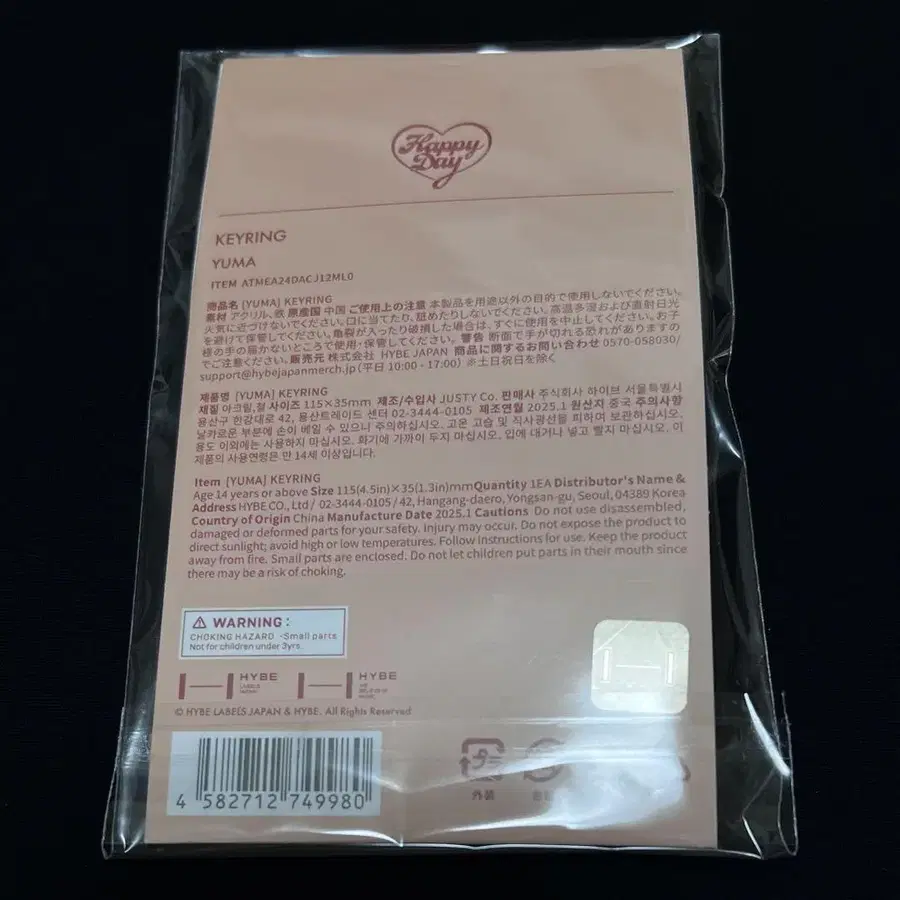 Happy
Day
KEYRING
YUMA
ITEM ATMEA24DACJ12ML0
商品名 [YUMA] KEYRING
素材 アクリル、鉄 原産国 中国 ご使用上の注意 本製品を用途以外の目的で使用しないでください。
火気に近づけないでください。口に当てたり、舐めたりしないでください。高温多湿および直射日光
を避けて保管してください。亀裂が入ったり破損した場合は、すぐに使用を中止してください。お子
様の手の届かないところで使用・保管してください。警告 断面で手が切れる恐れがありますの
でご注意ください。販売元 株式会社 HYBE JAPAN 商品に関するお問い合わせ 0570-058030/
support@hybejapanmerch.jp (平日 10:00 - 17:00) ※土日祝日を除く
제품명 [YUMA] KEYRING
재질 아크릴, 철 사이즈 115×35mm 제조/수입사 JUSTY Co. 판매사 주식회사 하이브 서울특별시
용산구 한강대로 42, 용산트레이드 센터 02-3444-0105 제조연월 2025.1 원산지 중국 주의사항
날카로운 부분에 손이 베일 수 있으니 주의하십시오. 고온 고습 및 직사광선을 피하여 보관하십시오.
용도 이외에는 사용하지 마십시오. 화기에 가까이 두지 마십시오. 입에 대거나 넣고 빨지 마십시오. 이
제품의 사용연령은 만 14세 이상입니다.
Item [YUMA] KEYRING
Age 14 years or above Size 115(4.5in)×35(1.3in)mm Quantity 1EA Distributor's Name &
Address HYBE CO., Ltd / 02-3444-0105 / 42, Hangang-daero, Yongsan-gu, Seoul, 04389 Korea
Country of Origin China Manufacture Date 2025.1 Cautions Do not use disassembled,
damaged or deformed parts for your safety. Injury may occur. Do not expose the product to
direct sunlight; avoid high or low temperatures. Follow Instructions for use. Keep the product
away from fire. Small parts are enclosed. Do not let children put parts in their mouth since
there may be a risk of choking.
⚠ WARNING :
CHOKING HAZARD -Small parts
Not for children under 3yrs.
HYBE LABELS JAPAN HYBE
© HYBE LABELS JAPAN & HYBE. All Rights Reserved
4 582712 749980
外装